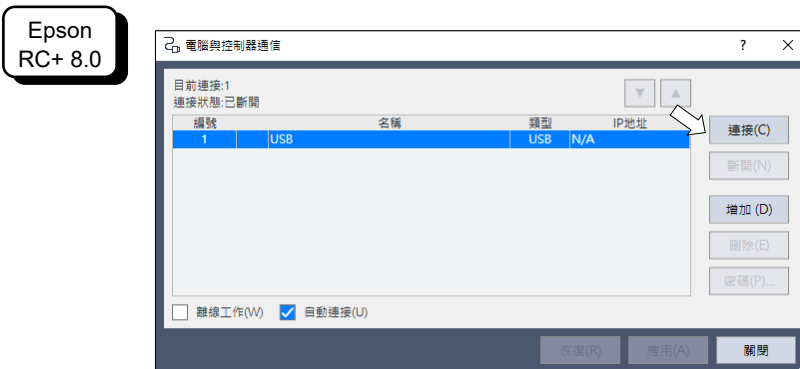 Epson
RC+ 8.0
電腦與控制器通信
?
目前連接:1
連接狀態:已斷開
▼ ▲
編號 名稱 類型 IP地址
1 USB USB N/A
連接(C)
斷開(N)
增加 (D)
刪除(E)
密碼(P)...
離線工作(W) 自動連接(U)
恢復(R) 應用(A) 關閉